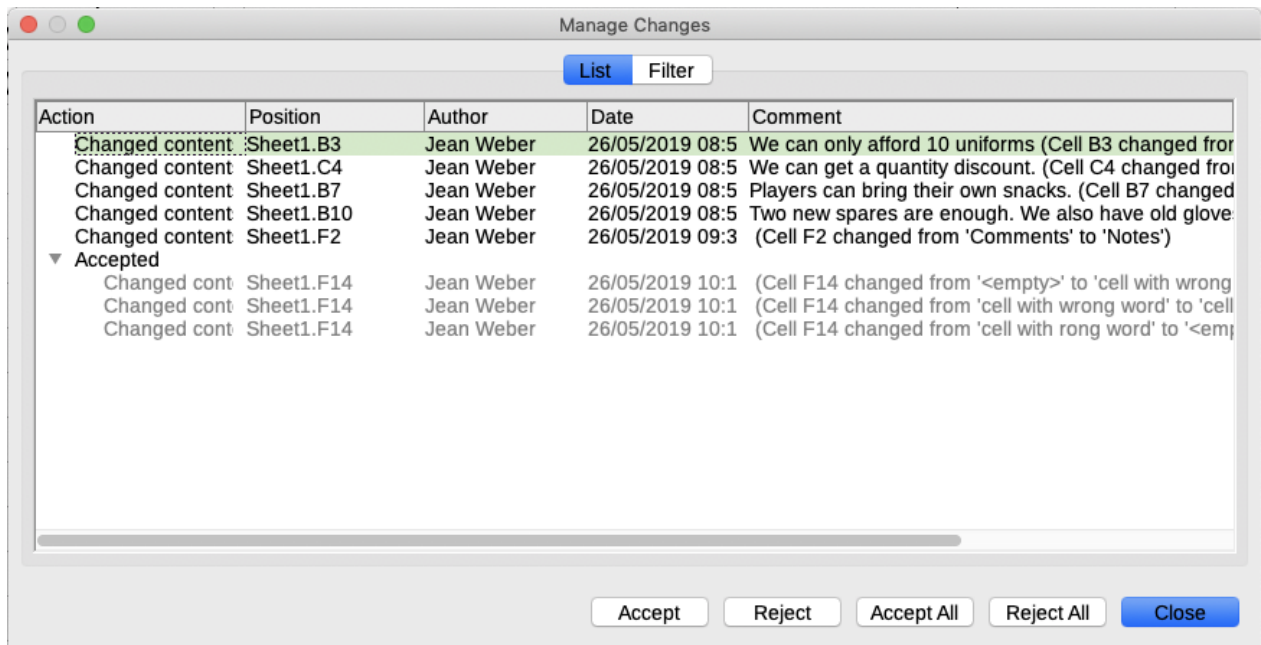 Manage Changes
List Filter
Action Position Author Date Comment
Changed content Sheet1.B3 Jean Weber 26/05/2019 08:5 We can only afford 10 uniforms (Cell B3 changed from
Changed content Sheet1.C4 Jean Weber 26/05/2019 08:5 We can get a quantity discount. (Cell C4 changed from
Changed content Sheet1.B7 Jean Weber 26/05/2019 08:5 Players can bring their own snacks. (Cell B7 changed
Changed content Sheet1.B10 Jean Weber 26/05/2019 08:5 Two new spares are enough. We also have old glove
Changed content Sheet1.F2 Jean Weber 26/05/2019 09:3 (Cell F2 changed from 'Comments' to 'Notes')
Accepted
Changed cont Sheet1.F14 Jean Weber 26/05/2019 10:1 (Cell F14 changed from '<empty>' to 'cell with wrong
Changed cont Sheet1.F14 Jean Weber 26/05/2019 10:1 (Cell F14 changed from 'cell with wrong word' to 'cell
Changed cont Sheet1.F14 Jean Weber 26/05/2019 10:1 (Cell F14 changed from 'cell with rong word' to '<emp
Accept Reject Accept All Reject All Close